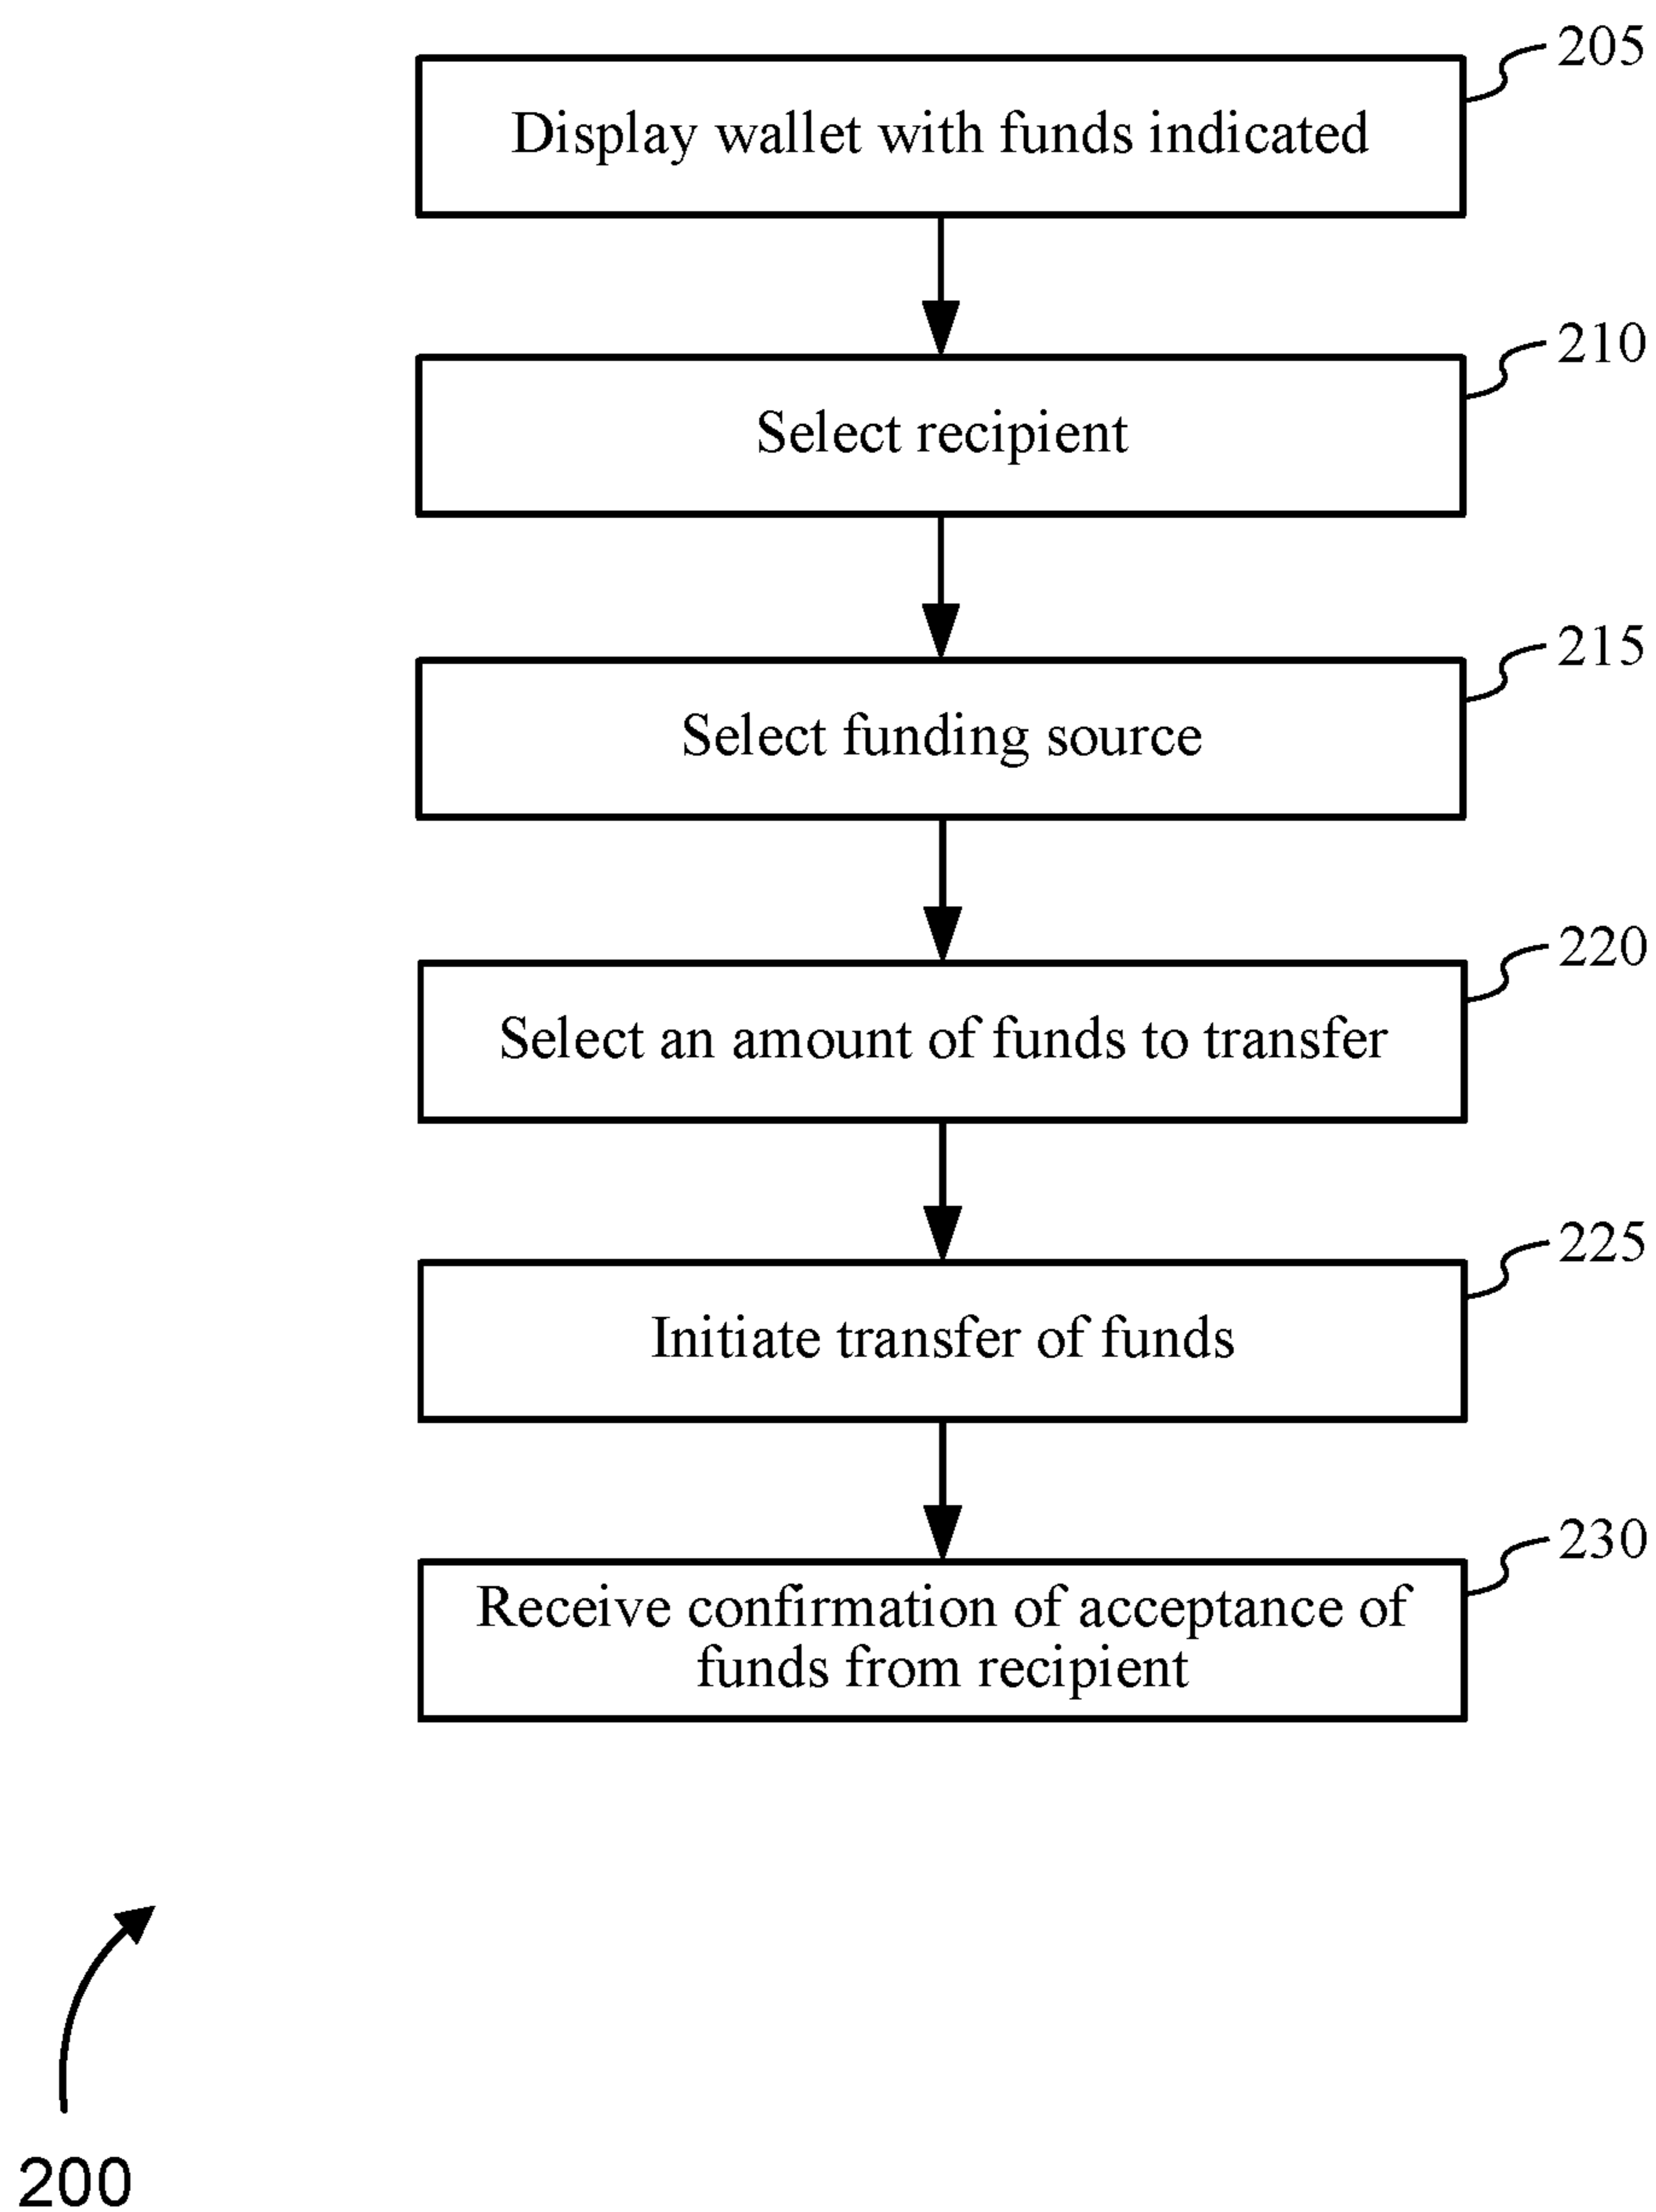 205
Display wallet with funds indicated
210
Select recipient
215
Select funding source
220
Select an amount of funds to transfer
225
Initiate transfer of funds
230
Receive confirmation of acceptance of
funds from recipient
200